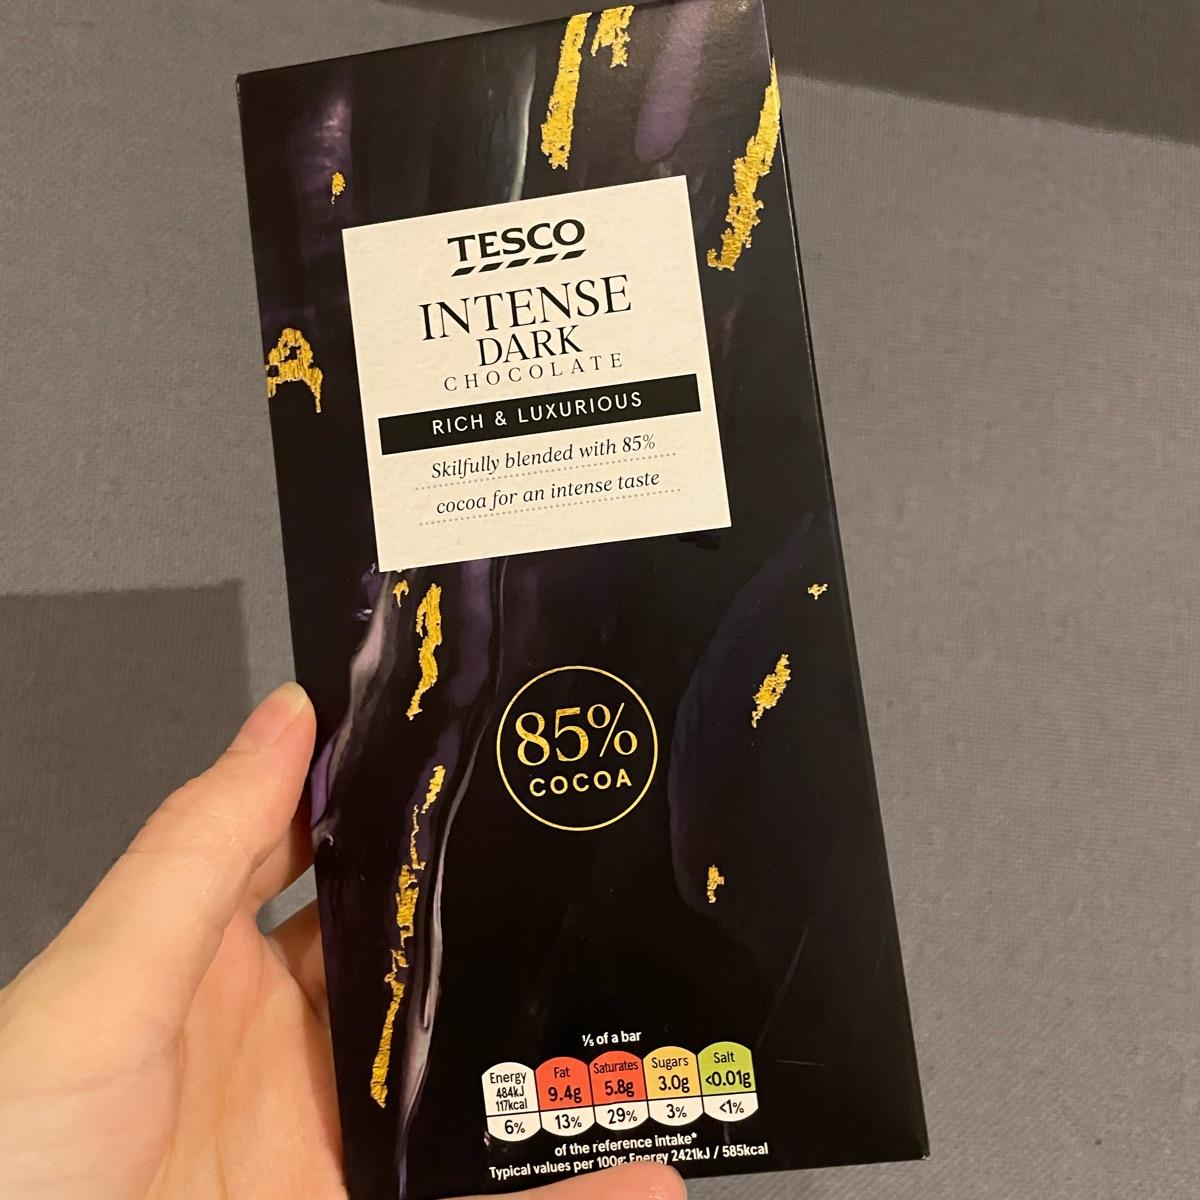 TESCO
INTENSE
DARK
CHOCOLATE
RICH & LUXURIOUS
Skilfully blended with 85%
cocoa for an intense taste
85%
COCOA
⅕ of a bar
Energy Fat Saturates Sugars Salt
484kJ
117kcal 9.4g 5.8g 3.0g <0.01g
6% 13% 29% 3% <1%
of the reference intake*
Typical values per 100g: Energy 2421kJ / 585kcal